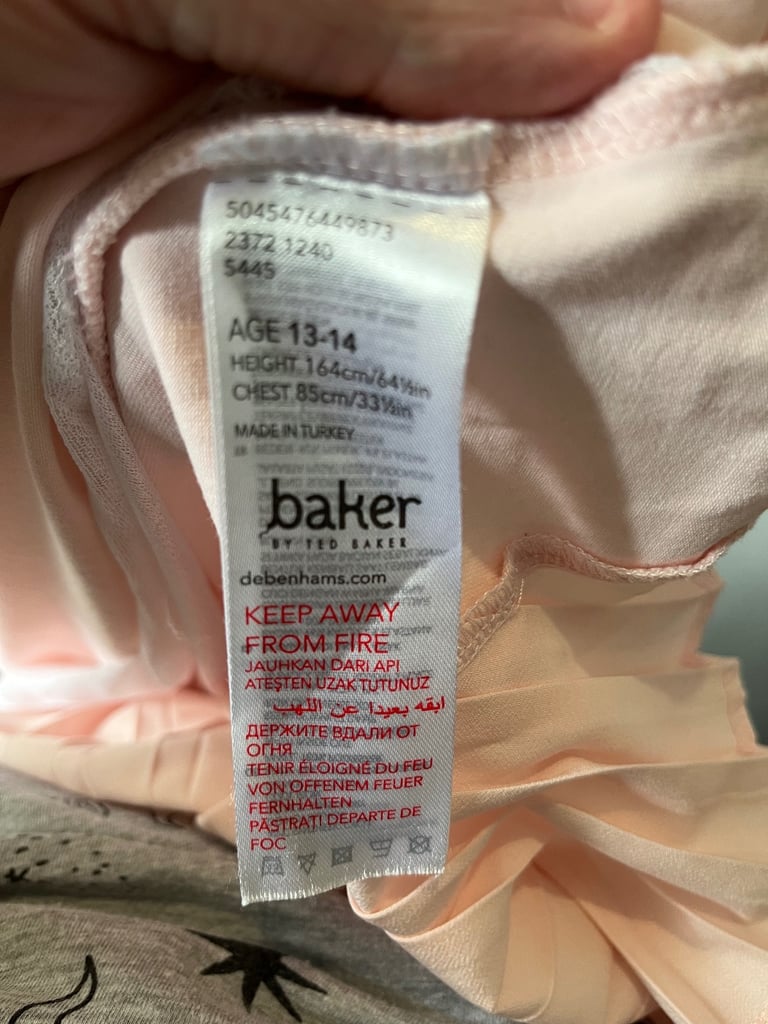 5045476449873
2372 1240
5445
AGE 13-14
HEIGHT 164cm/64½in
CHEST 85cm/33½in
MADE IN TURKEY
baker
BY TED BAKER
debenhams.com
KEEP AWAY
FROM FIRE
JAUHKAN DARI API
ATEŞTEN UZAK TUTUNUZ
ابقه بعيدا عن اللهب
ДЕРЖИТЕ ВДАЛИ ОТ
ОГНЯ
TENIR ÉLOIGNÉ DU FEU
VON OFFENEM FEUER
FERNHALTEN
PĂSTRAȚI DEPARTE DE
FOC